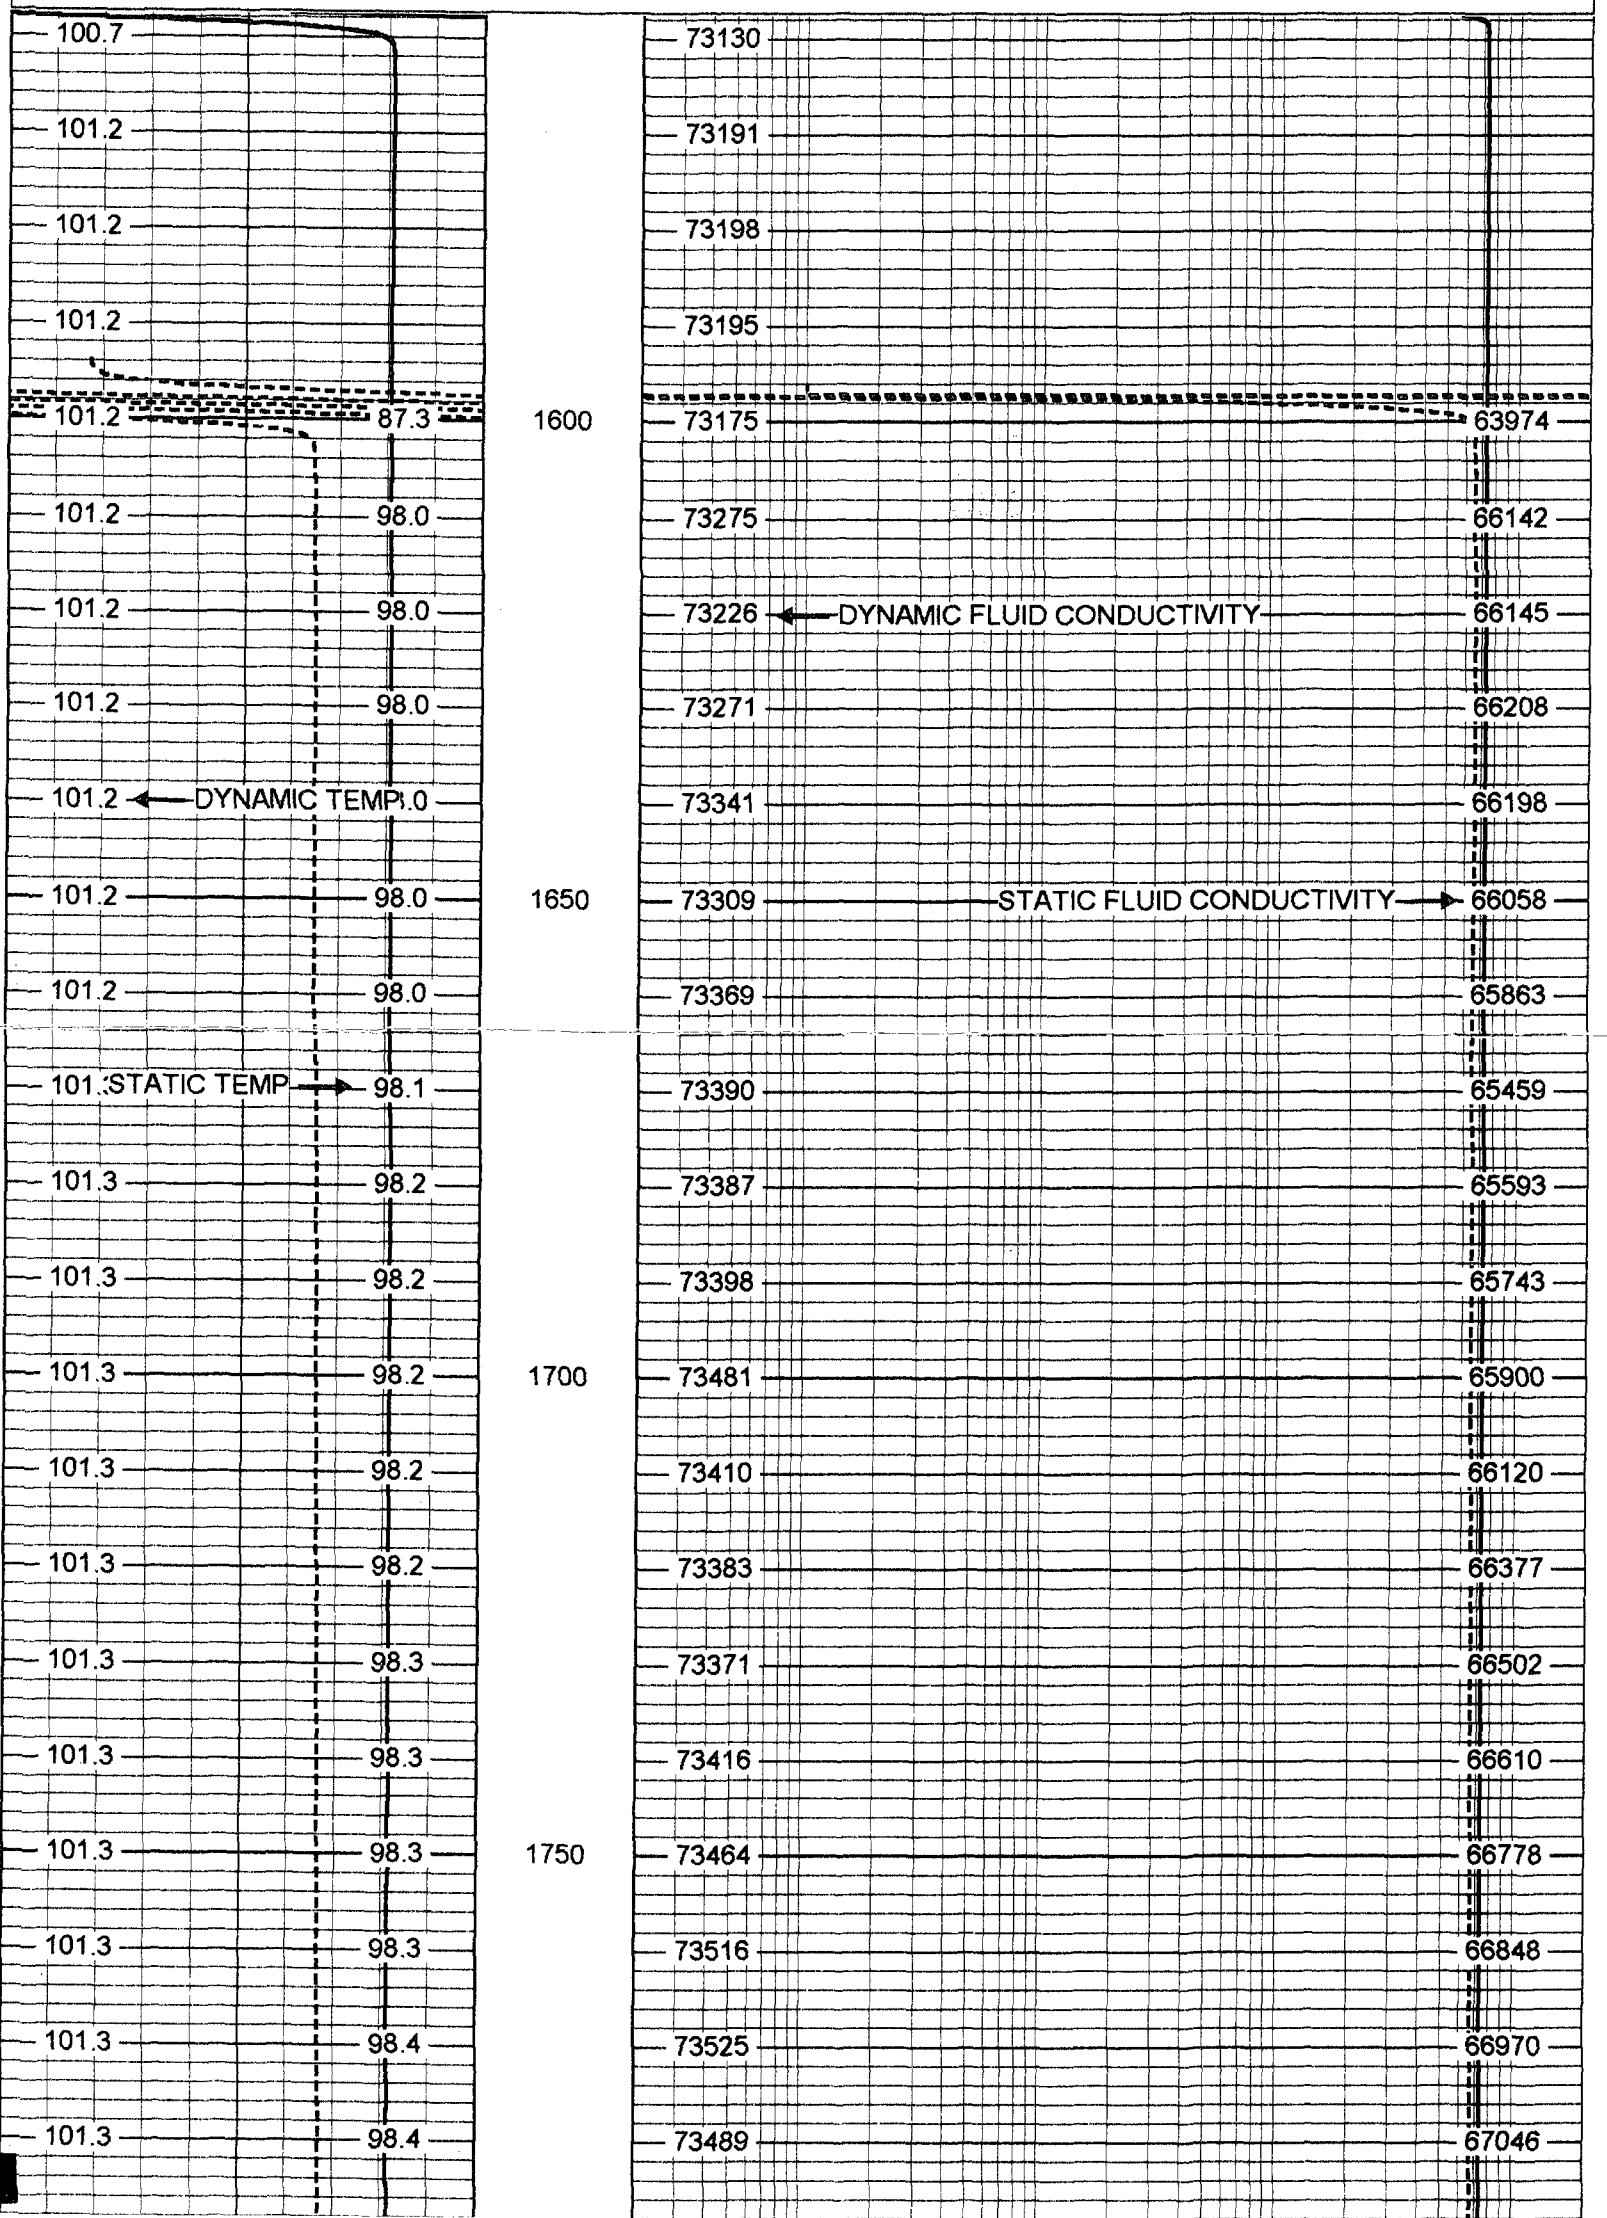 100.7 73130
101.2 73191
101.2 73198
101.2 73195
101.2 87.3 1600 73175 63974
101.2 98.0 73275 66142
101.2 98.0 73226 DYNAMIC FLUID CONDUCTIVITY 66145
101.2 98.0 73271 66208
101.2 DYNAMIC TEMP .0 73341 66198
101.2 98.0 1650 73309 STATIC FLUID CONDUCTIVITY 66058
101.2 98.0 73369 65863
101. STATIC TEMP 98.1 73390 65459
101.3 98.2 73387 65593
101.3 98.2 73398 65743
101.3 98.2 1700 73481 65900
101.3 98.2 73410 66120
101.3 98.2 73383 66377
101.3 98.3 73371 66502
101.3 98.3 73416 66610
101.3 98.3 1750 73464 66778
101.3 98.3 73516 66848
101.3 98.4 73525 66970
101.3 98.4 73489 67046